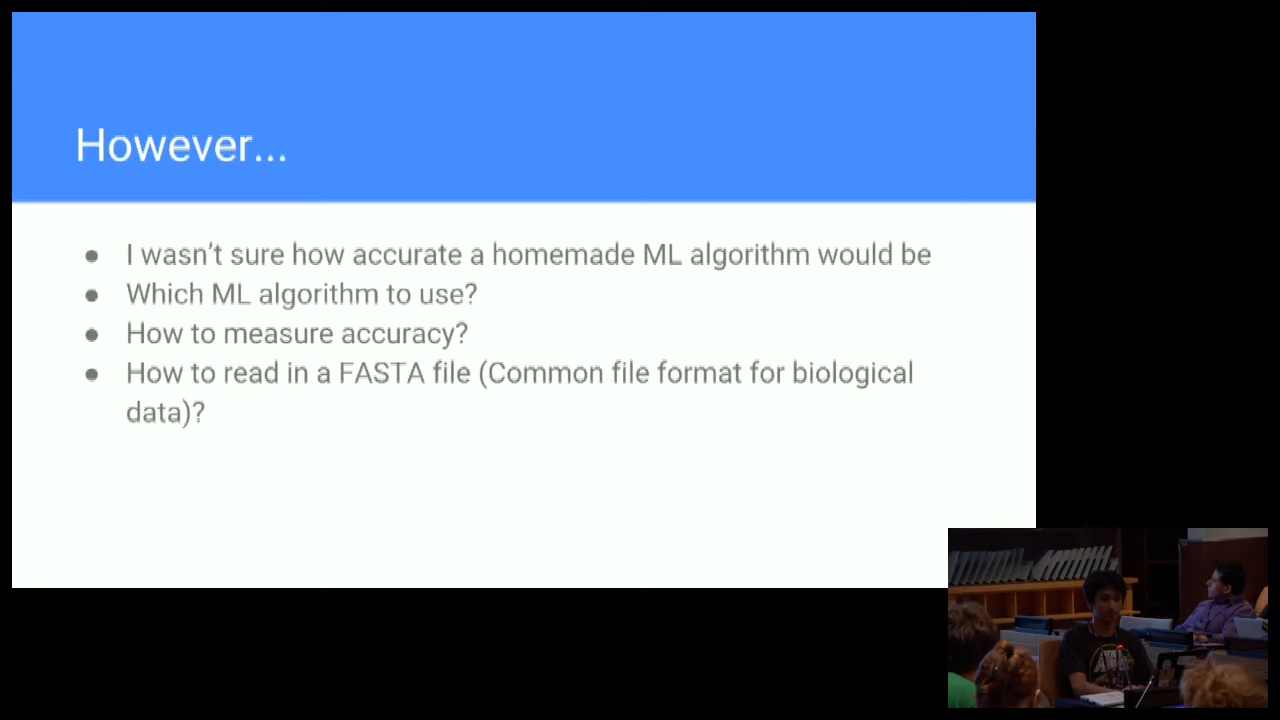 However...
● I wasn't sure how accurate a homemade ML algorithm would be
● Which ML algorithm to use?
● How to measure accuracy?
● How to read in a FASTA file (Common file format for biological
data)?